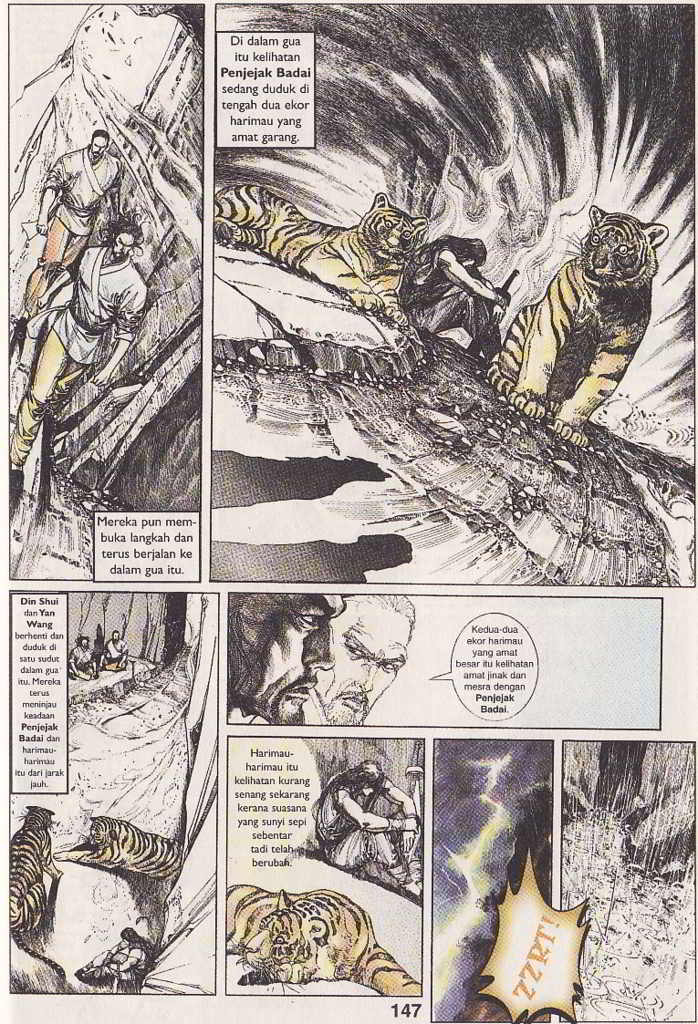 Mereka pun mem-
buka langkah dan
terus berjalan ke
dalam gua itu.
Di dalam gua
itu kelihatan
Penjejak Badai
sedang duduk di
tengah dua ekor
harimau yang
amat garang.
Din Shui
dan Yan
Wang
berhenti dan
duduk di
satu sudut
dalam gua
itu. Mereka
terus
meninjau
keadaan
Penjejak
Badai dan
harimau-
harimau
itu dari jarak
jauh.
Kedua-dua
ekor harimau
yang amat
besar itu kelihatan
amat jinak dan
mesra dengan
Penjejak
Badai.
Harimau-
harimau itu
kelihatan kurang
senang sekarang
kerana suasana
yang sunyi sepi
sebentar
tadi telah
berubah.
ZZRT!
147